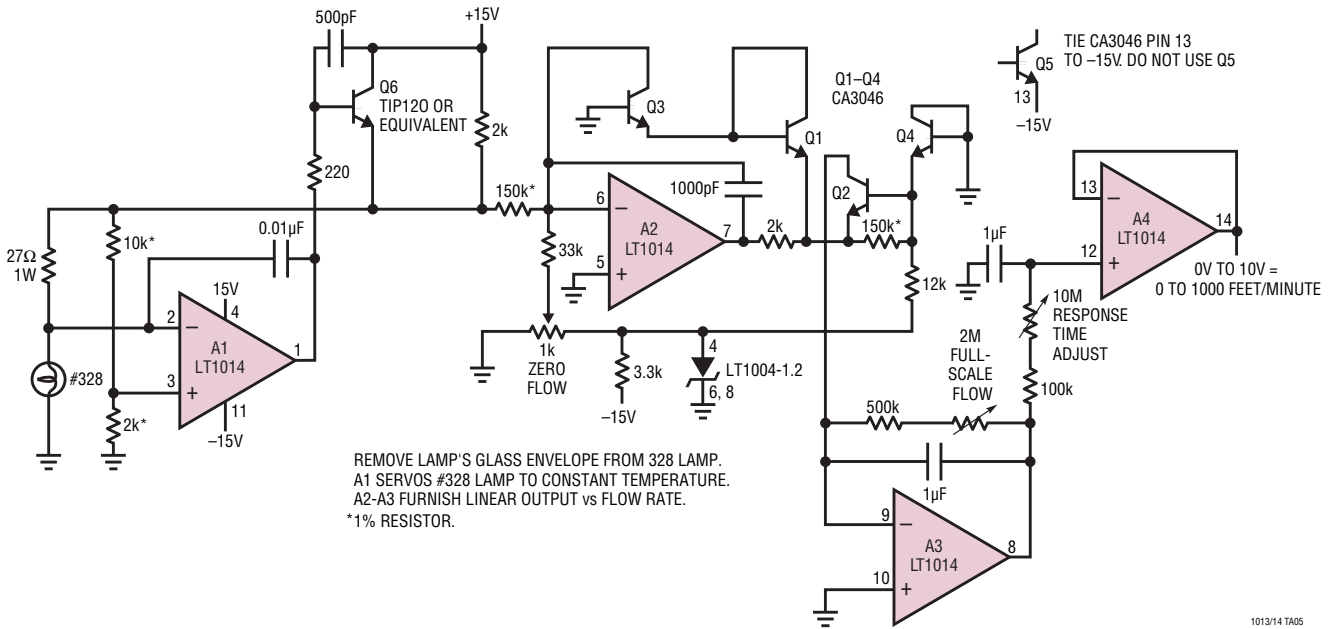 500pF
+15V
Q6
TIP120 OR
EQUIVALENT
2k
220
150k*
Q3
Q1
Q1–Q4
CA3046
Q4
Q5
TIE CA3046 PIN 13
TO –15V. DO NOT USE Q5
13
–15V
0.01µF
10k*
27Ω
1W
15V
4
2
–
A1
LT1014
1
3
+
11
–15V
#328
2k*
6
–
A2
LT1014
7
5
+
1000pF
2k
33k
Q2
150k*
12k
1k
ZERO
FLOW
3.3k
–15V
4
LT1004-1.2
6, 8
1µF
13
–
A4
LT1014
14
12
+
0V TO 10V =
0 TO 1000 FEET/MINUTE
10M
RESPONSE
TIME
ADJUST
2M
FULL-
SCALE
FLOW
100k
500k
1µF
9
–
A3
LT1014
8
10
+
REMOVE LAMP'S GLASS ENVELOPE FROM 328 LAMP.
A1 SERVOS #328 LAMP TO CONSTANT TEMPERATURE.
A2-A3 FURNISH LINEAR OUTPUT vs FLOW RATE.
*1% RESISTOR.
1013/14 TA05